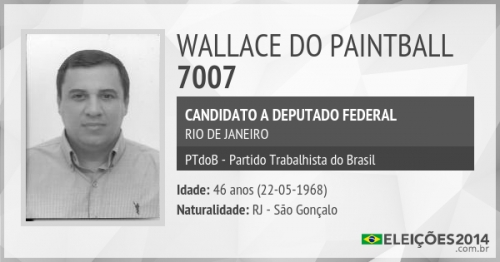 WALLACE DO PAINTBALL
7007
CANDIDATO A DEPUTADO FEDERAL
RIO DE JANEIRO
PTdoB - Partido Trabalhista do Brasil
Idade: 46 anos (22-05-1968)
Naturalidade: RJ - São Gonçalo
ELEIÇÕES2014
.com.br